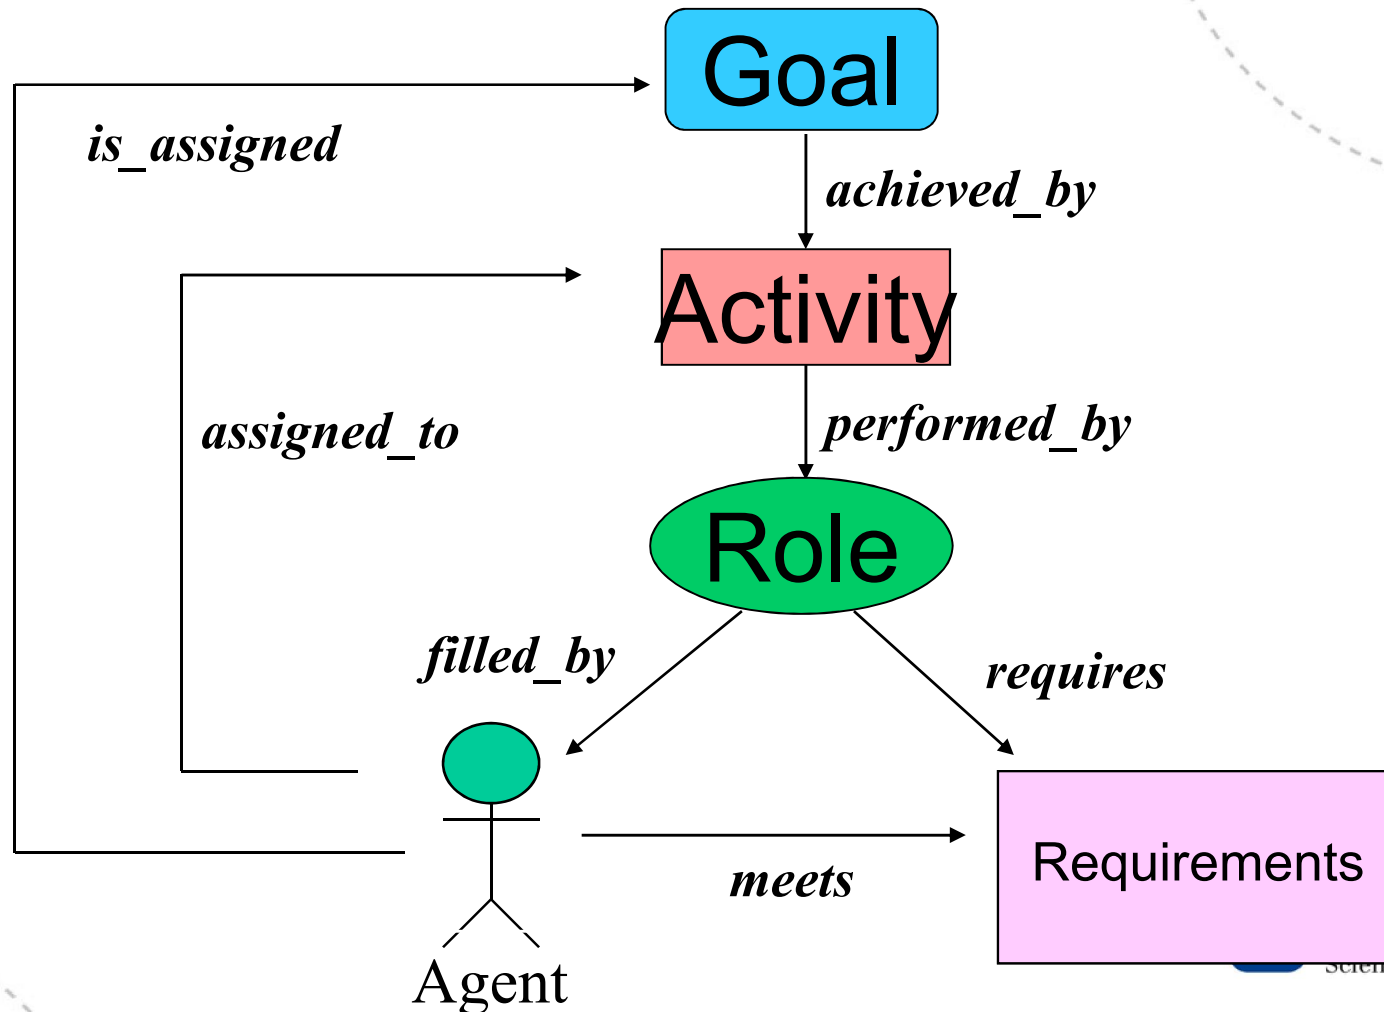 Goal
is_assigned
achieved_by
Activity
assigned_to
performed_by
Role
filled_by
requires
Requirements
meets
Agent